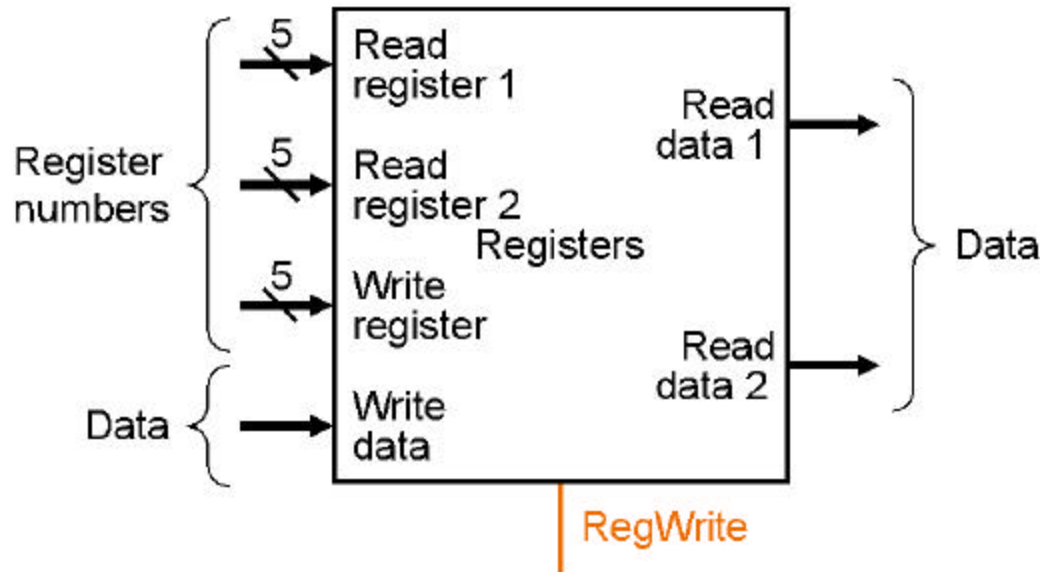 Register
numbers
Data
5
5
5
Read
register 1
Read
register 2
Registers
Write
register
Write
data
Read
data 1
Read
data 2
Data
RegWrite